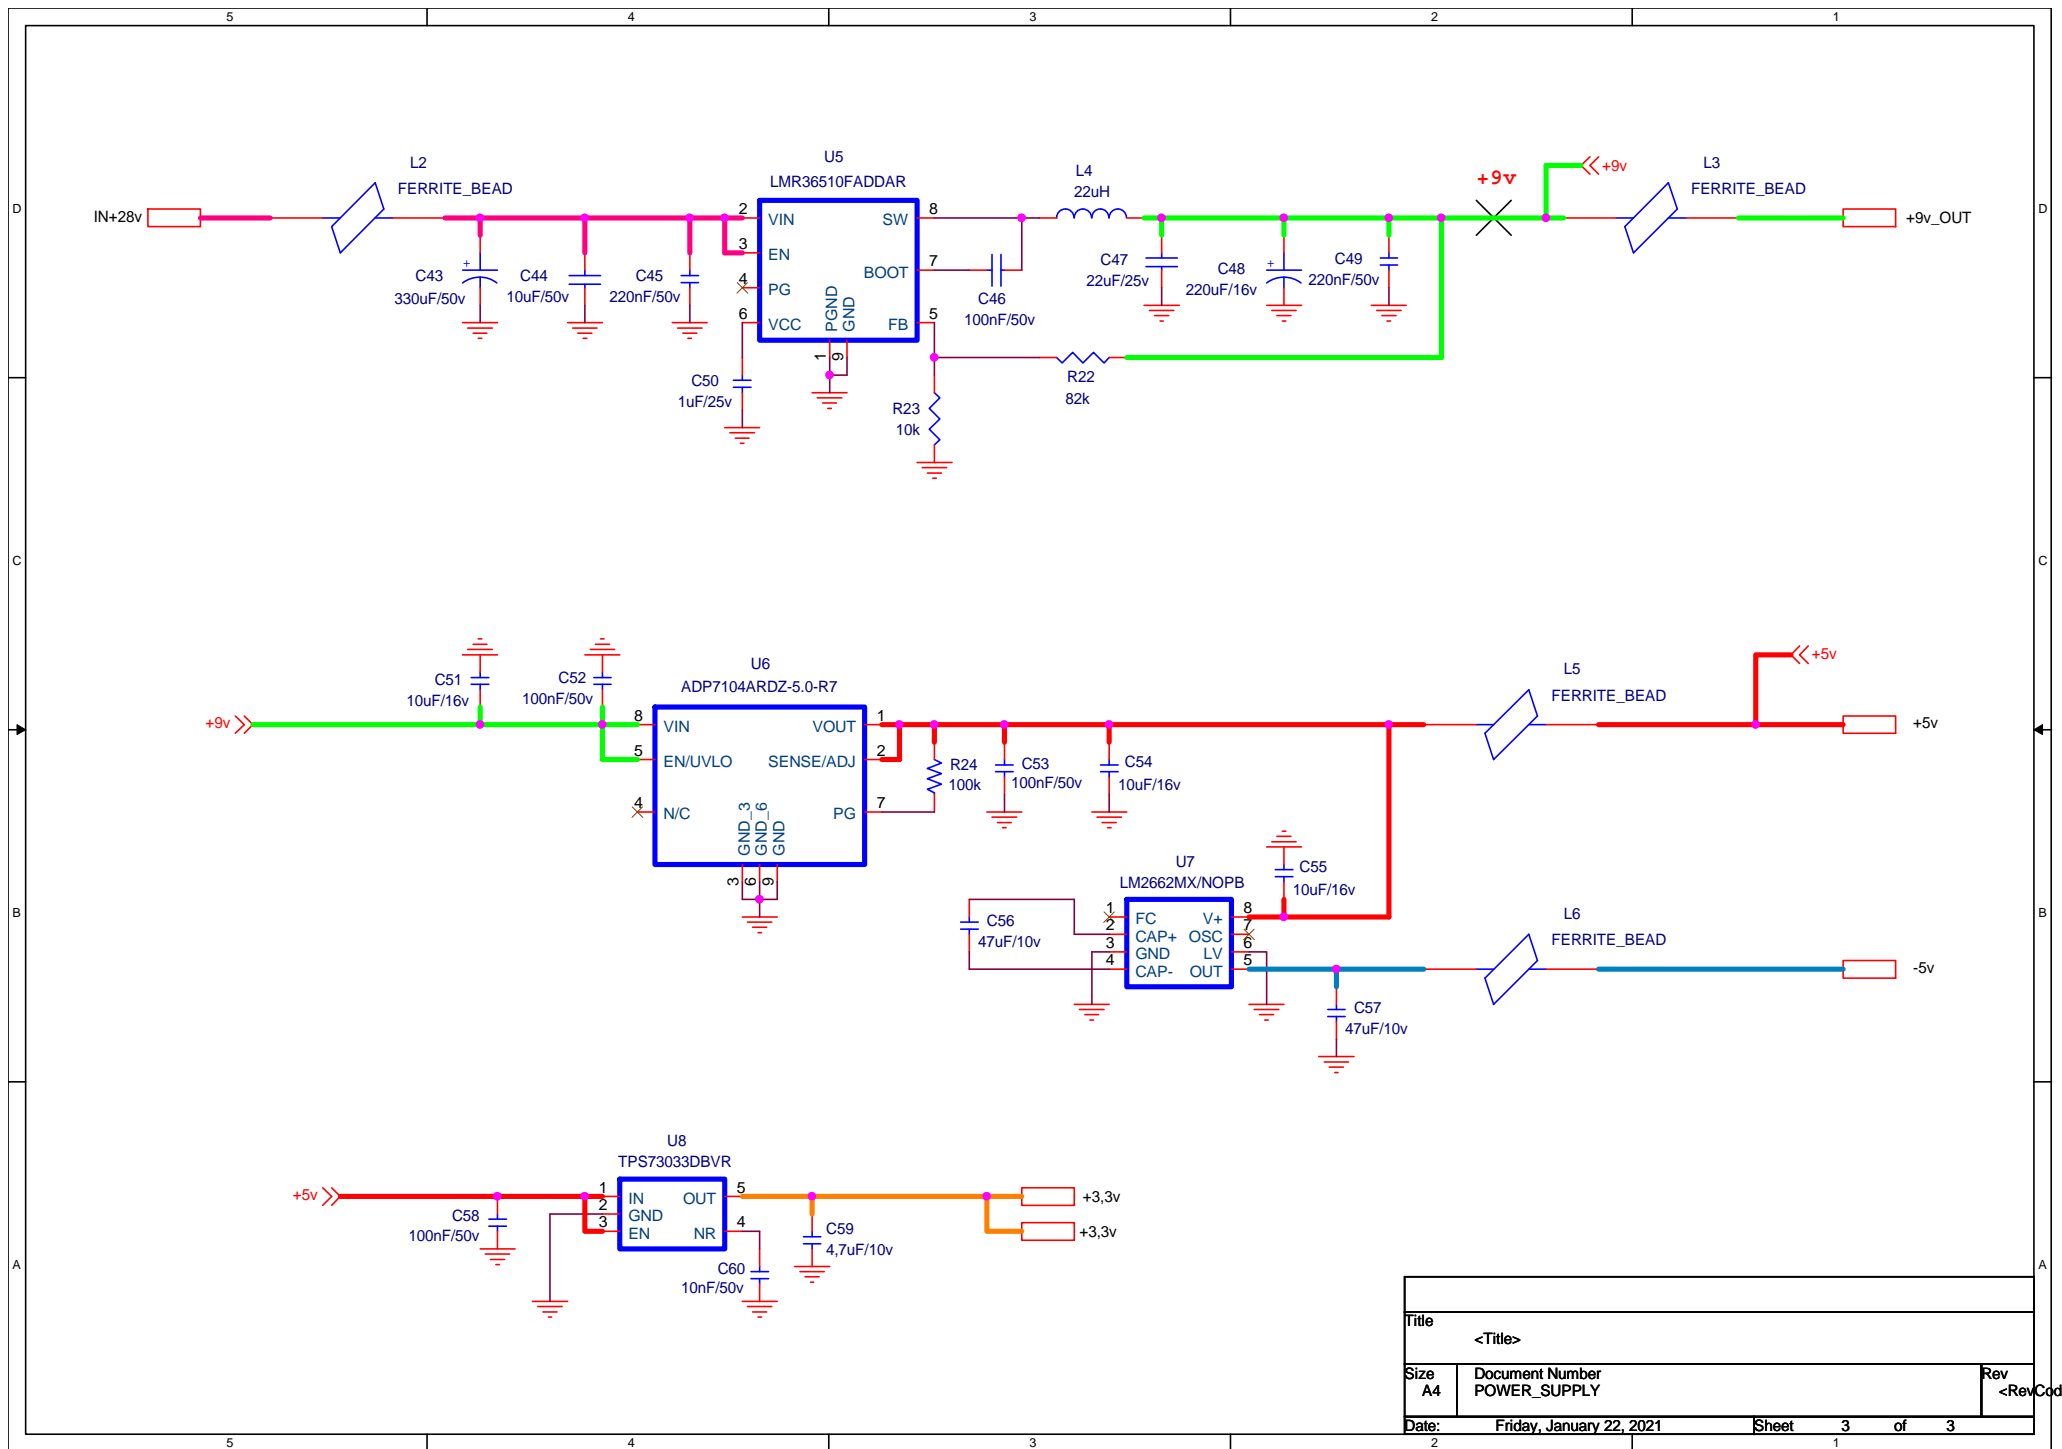 5 4 3 2 1
D D
C C
B B
A A
L2
FERRITE_BEAD
IN+28v
C43
330uF/50v
C44
10uF/50v
C45
220nF/50v
U5
LMR36510FADDAR
2 VIN
3 EN
4 PG
6 VCC
PGND
GND
1
9
SW 8
BOOT 7
FB 5
C50
1uF/25v
C46
100nF/50v
L4
22uH
R23
10k
R22
82k
C47
22uF/25v
C48
220uF/16v
C49
220nF/50v
+9v
+9v
L3
FERRITE_BEAD
+9v_OUT
+9v
C51
10uF/16v
C52
100nF/50v
U6
ADP7104ARDZ-5.0-R7
8 VIN
5 EN/UVLO
4 N/C
GND_3
GND_6
GND
3
6
9
VOUT 1
SENSE/ADJ 2
PG 7
R24
100k
C53
100nF/50v
C54
10uF/16v
L5
FERRITE_BEAD
+5v
+5v
U7
LM2662MX/NOPB
1 FC
2 CAP+
3 GND
4 CAP-
V+ 8
OSC 7
LV 6
OUT 5
C55
10uF/16v
C56
47uF/10v
C57
47uF/10v
L6
FERRITE_BEAD
-5v
+5v
C58
100nF/50v
U8
TPS73033DBVR
1 IN
2 GND
3 EN
OUT 5
NR 4
C59
4,7uF/10v
C60
10nF/50v
+3,3v
+3,3v
Title
<Title>
Size Document Number Rev
A4 POWER_SUPPLY <RevCod
Date: Friday, January 22, 2021 Sheet 3 of 3
5 4 3 2 1